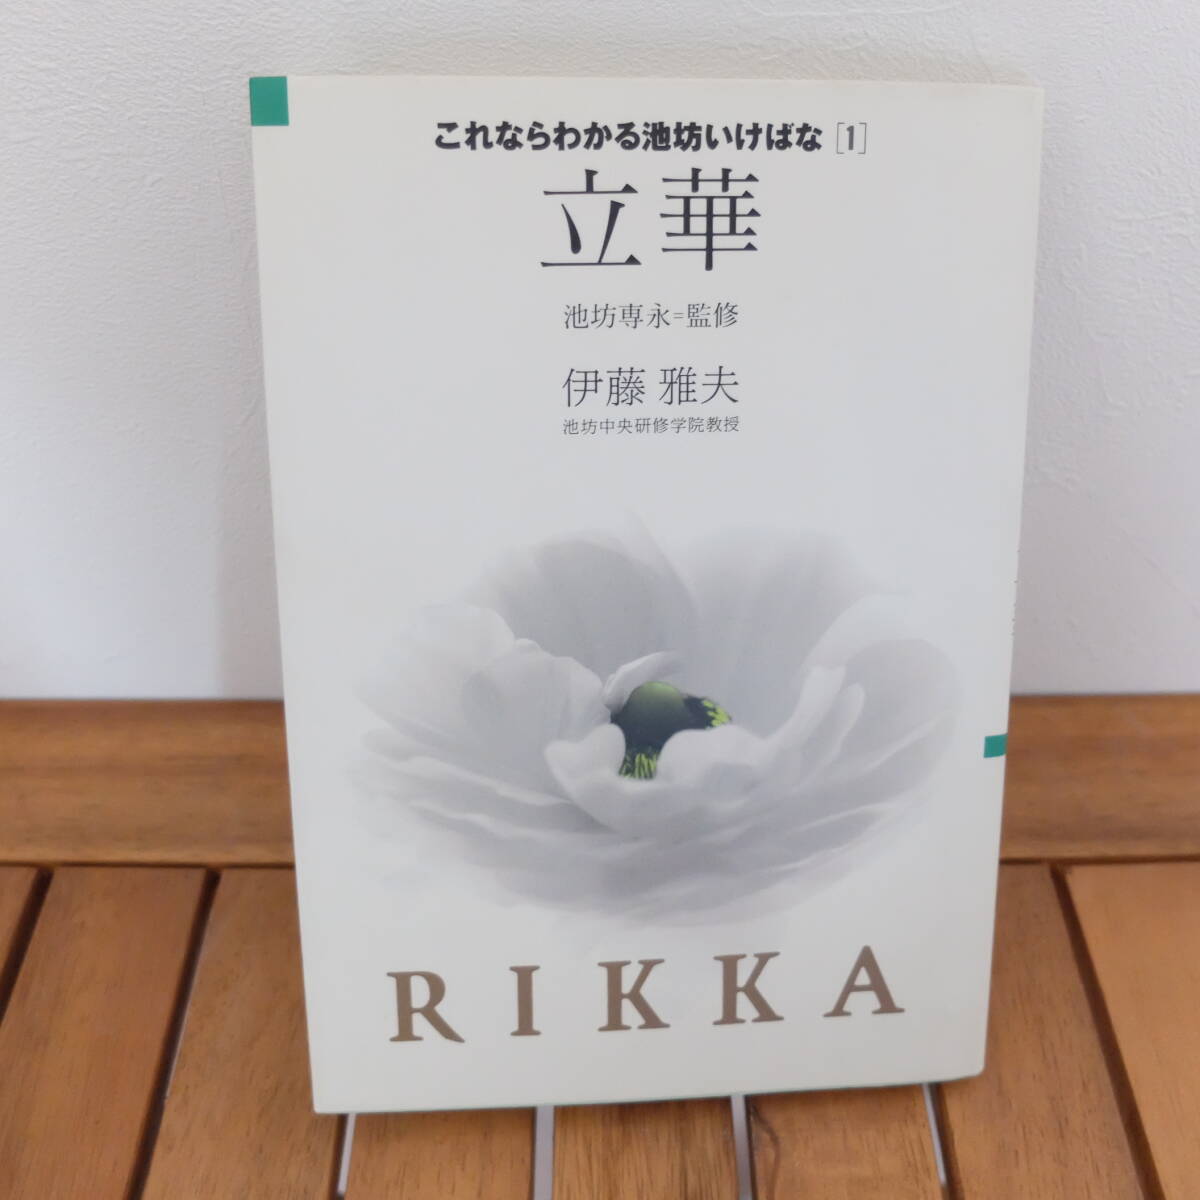 これならわかる池坊いけばな [1]
立華
池坊専永=監修
伊藤 雅夫
池坊中央研修学院教授
RIKKA